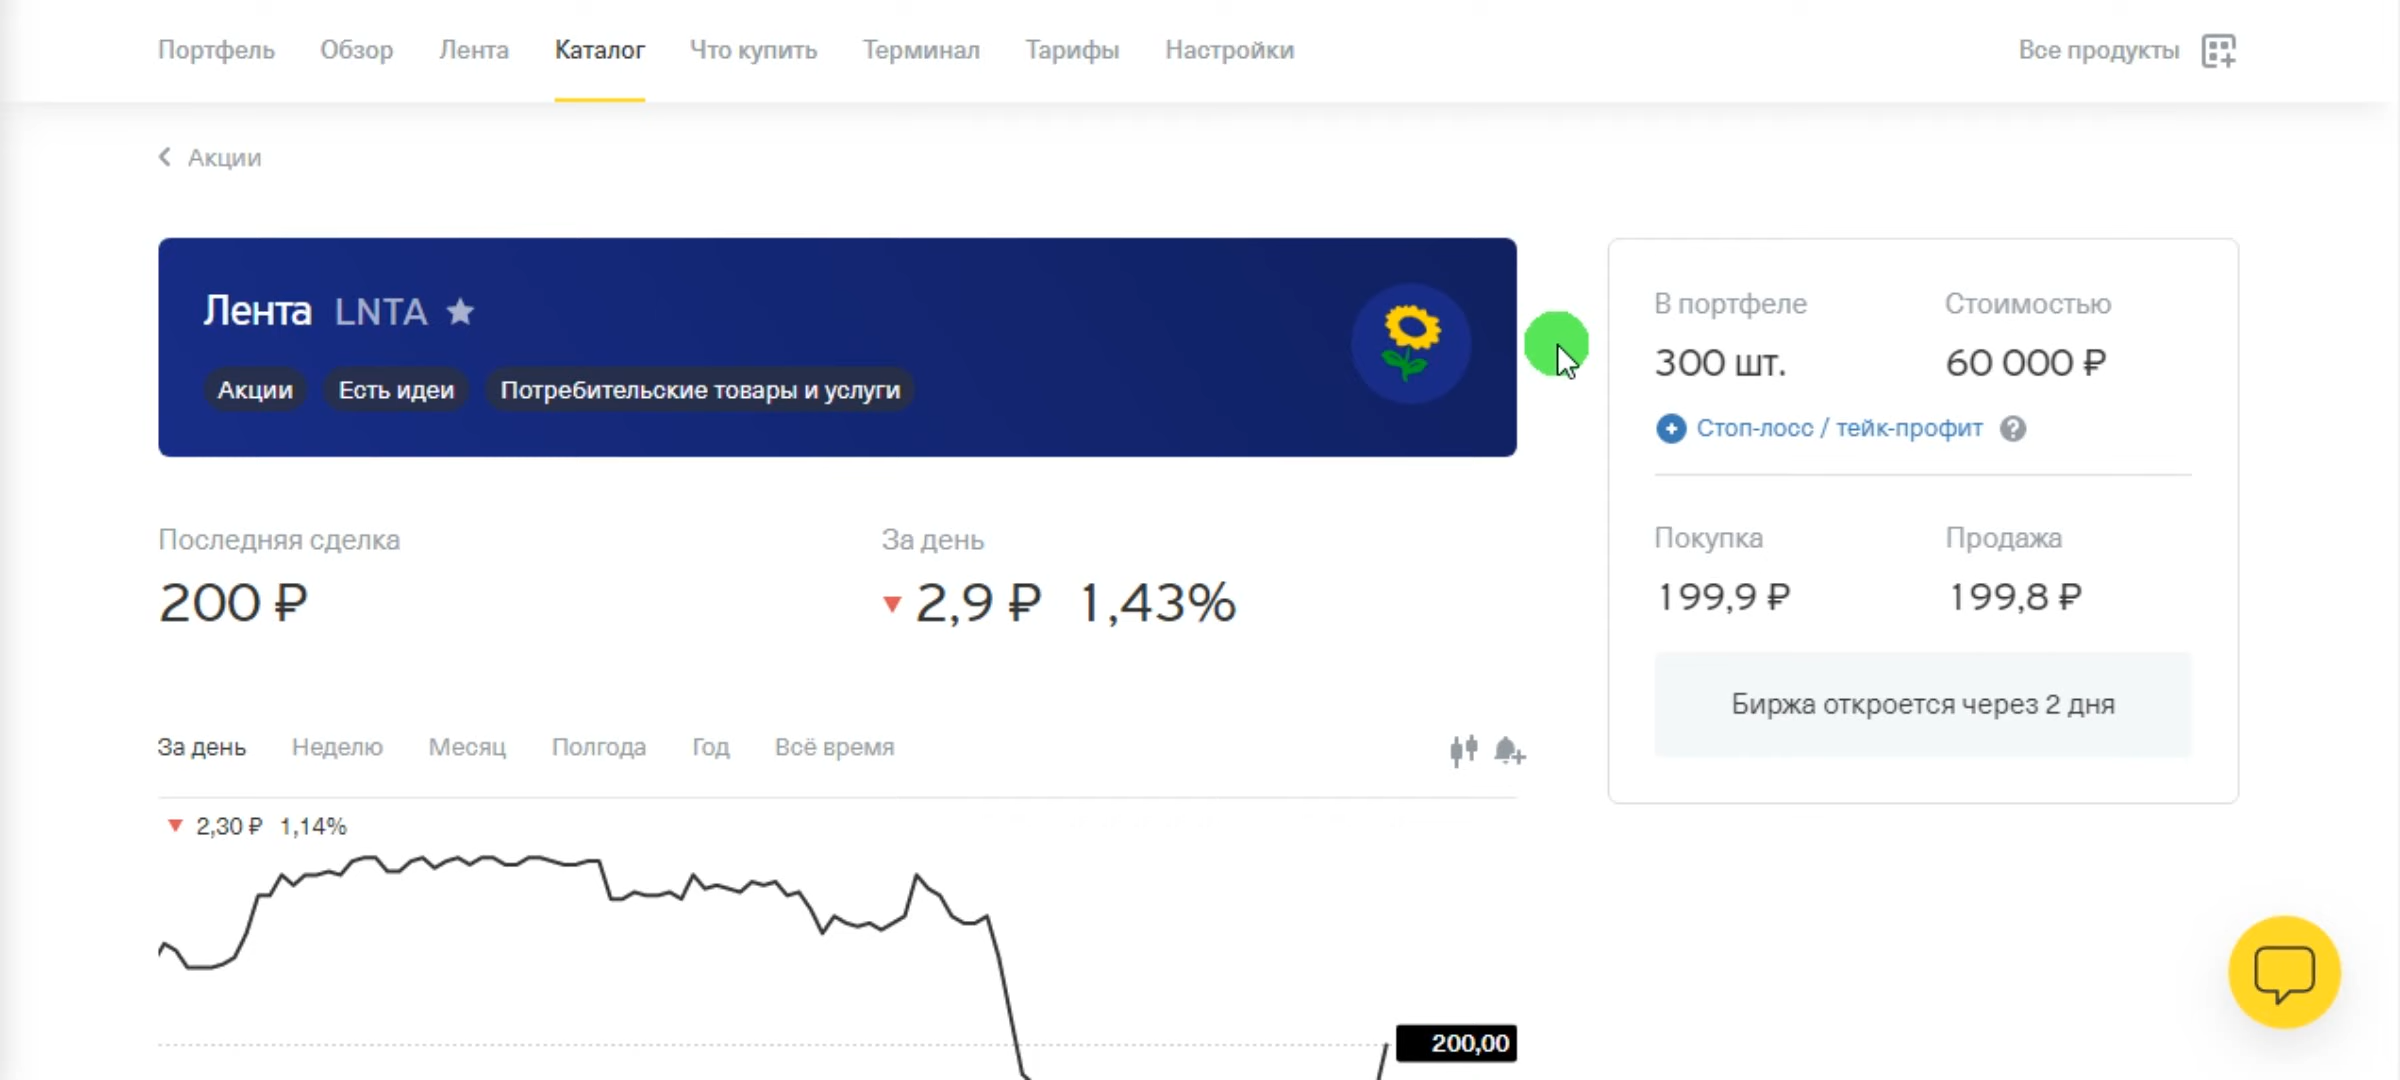 Портфель Обзор Лента Каталог Что купить Терминал Тарифы Настройки Все продукты
Акции
Лента LNTA
Акции Есть идеи Потребительские товары и услуги
В портфеле Стоимостью
300 шт. 60 000 ₽
Стоп-лосс / тейк-профит ?
Последняя сделка За день
200 ₽ 2,9 ₽ 1,43%
Покупка Продажа
199,9 ₽ 199,8 ₽
Биржа откроется через 2 дня
За день Неделю Месяц Полгода Год Всё время
2,30 ₽ 1,14%
200,00